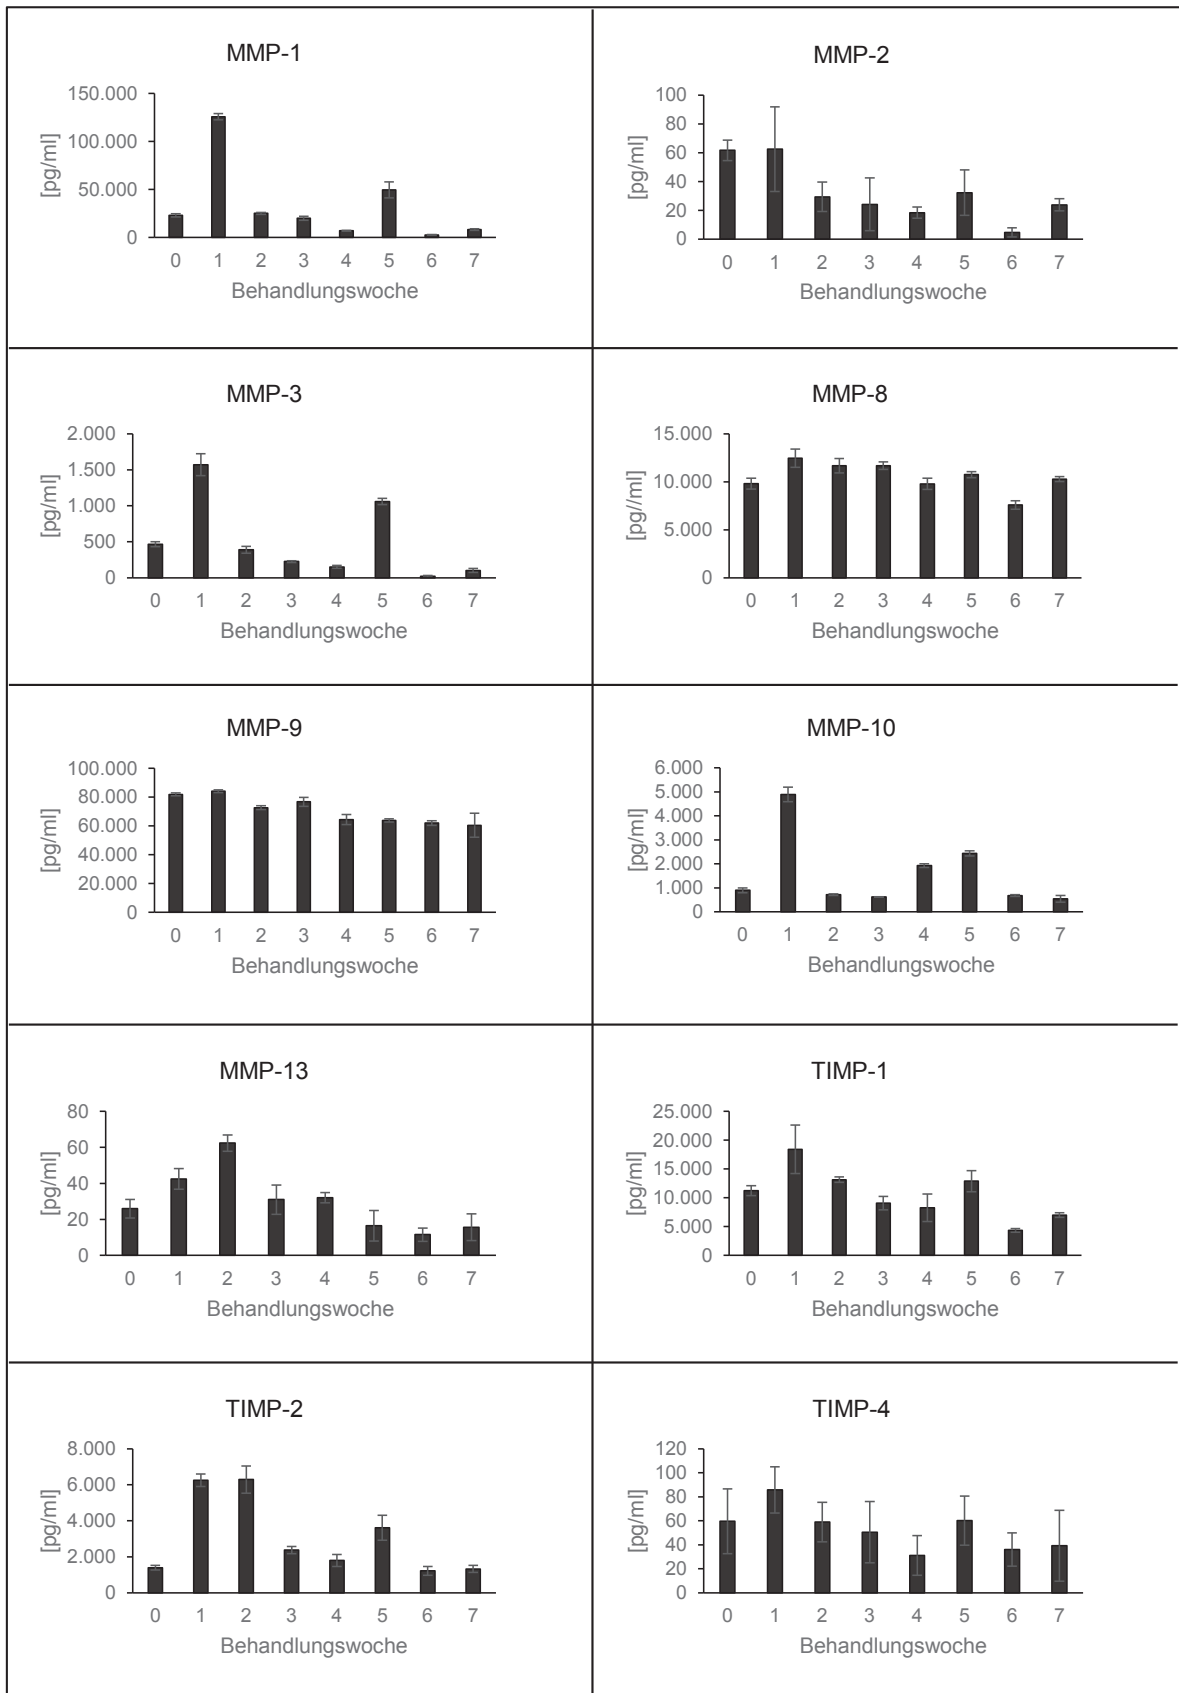 MMP-1
[pg/ml]
150.000
100.000
50.000
0
0 1 2 3 4 5 6 7
Behandlungswoche
MMP-2
[pg/ml]
100
80
60
40
20
0
0 1 2 3 4 5 6 7
Behandlungswoche
MMP-3
[pg/ml]
2.000
1.500
1.000
500
0
0 1 2 3 4 5 6 7
Behandlungswoche
MMP-8
[pg//ml]
15.000
10.000
5.000
0
0 1 2 3 4 5 6 7
Behandlungswoche
MMP-9
[pg/ml]
100.000
80.000
60.000
40.000
20.000
0
0 1 2 3 4 5 6 7
Behandlungswoche
MMP-10
[pg/ml]
6.000
5.000
4.000
3.000
2.000
1.000
0
0 1 2 3 4 5 6 7
Behandlungswoche
MMP-13
[pg/ml]
80
60
40
20
0
0 1 2 3 4 5 6 7
Behandlungswoche
TIMP-1
[pg/ml]
25.000
20.000
15.000
10.000
5.000
0
0 1 2 3 4 5 6 7
Behandlungswoche
TIMP-2
[pg/ml]
8.000
6.000
4.000
2.000
0
0 1 2 3 4 5 6 7
Behandlungswoche
TIMP-4
[pg/ml]
120
100
80
60
40
20
0
0 1 2 3 4 5 6 7
Behandlungswoche